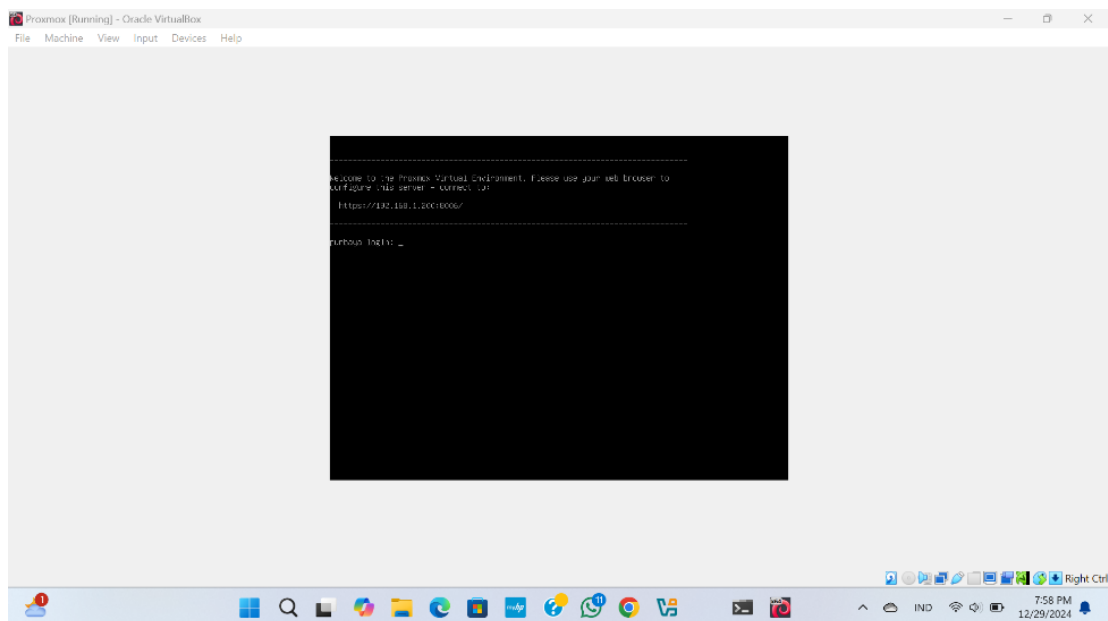 Proxmox [Running] - Oracle VirtualBox
File Machine View Input Devices Help
Welcome to the Proxmox Virtual Environment. Please use your web browser to
configure this server - connect to:
https://192.168.1.200:8006/
login: _
Right Ctrl
1
11
IND
7:58 PM
12/29/2024